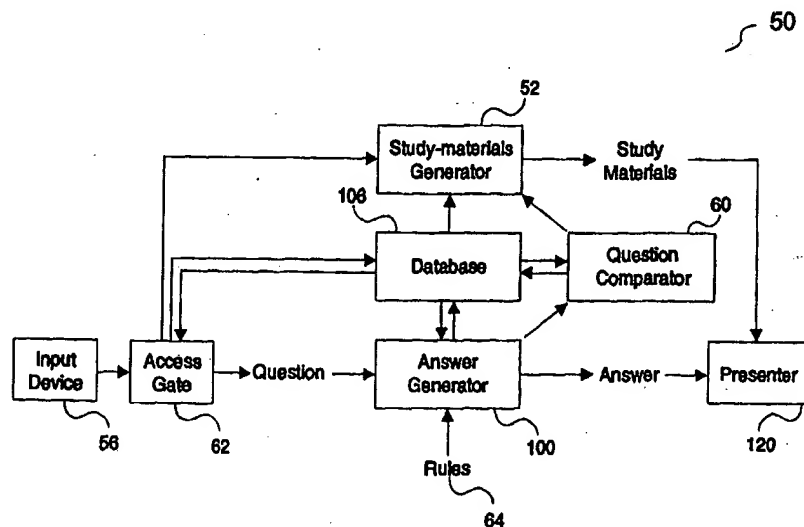 50
52
Study-materials
Generator
Study
Materials
106
60
Database
Question
Comparator
Input
Device
Access
Gate
Question
Answer
Generator
Answer
Presenter
56
62
100
120
Rules
64